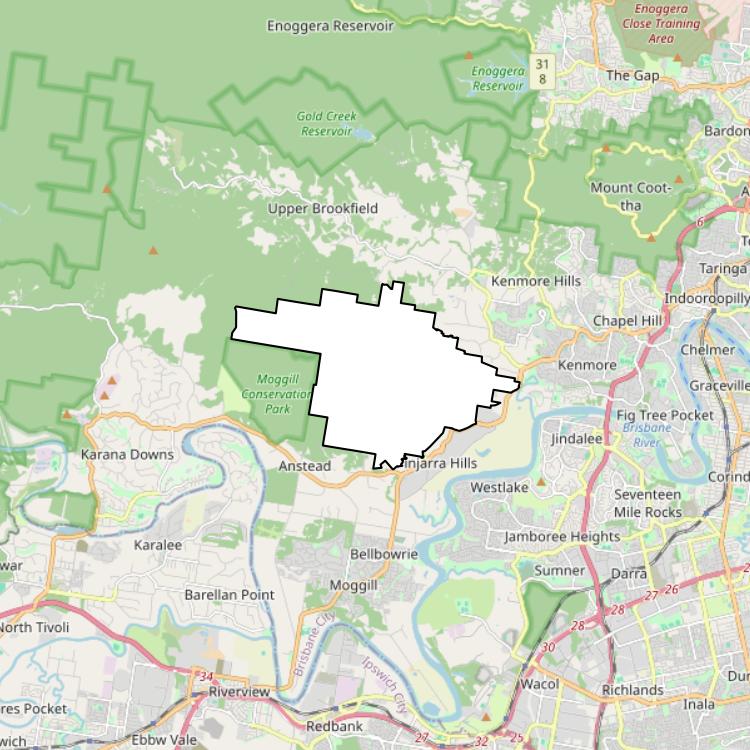 Enoggera Reservoir
Enoggera
Close Training
Area
31
8
Enoggera
Reservoir
The Gap
Gold Creek
Reservoir
Bardon
Mount Coot-
tha
Upper Brookfield
6
Taringa
Kenmore Hills
Indooroopilly
Chapel Hill
Chelmer
Kenmore
Graceville
Moggill
Conservation
Park
Fig Tree Pocket
Brisbane
River
Jindalee
Karana Downs
Anstead
injarra Hills
Westlake
Corind
Seventeen
Mile Rocks
Jamboree Heights
Karalee
Bellbowrie
war
Sumner
Darra
Moggill
Barellan Point
26
27
28
28
North Tivoli
Brisbane City
30
Ipswich City
34
Riverview
Wacol
Richlands
Inala
Dur
res Pocket
Redbank
27
32
25
wich
Ebbw Vale